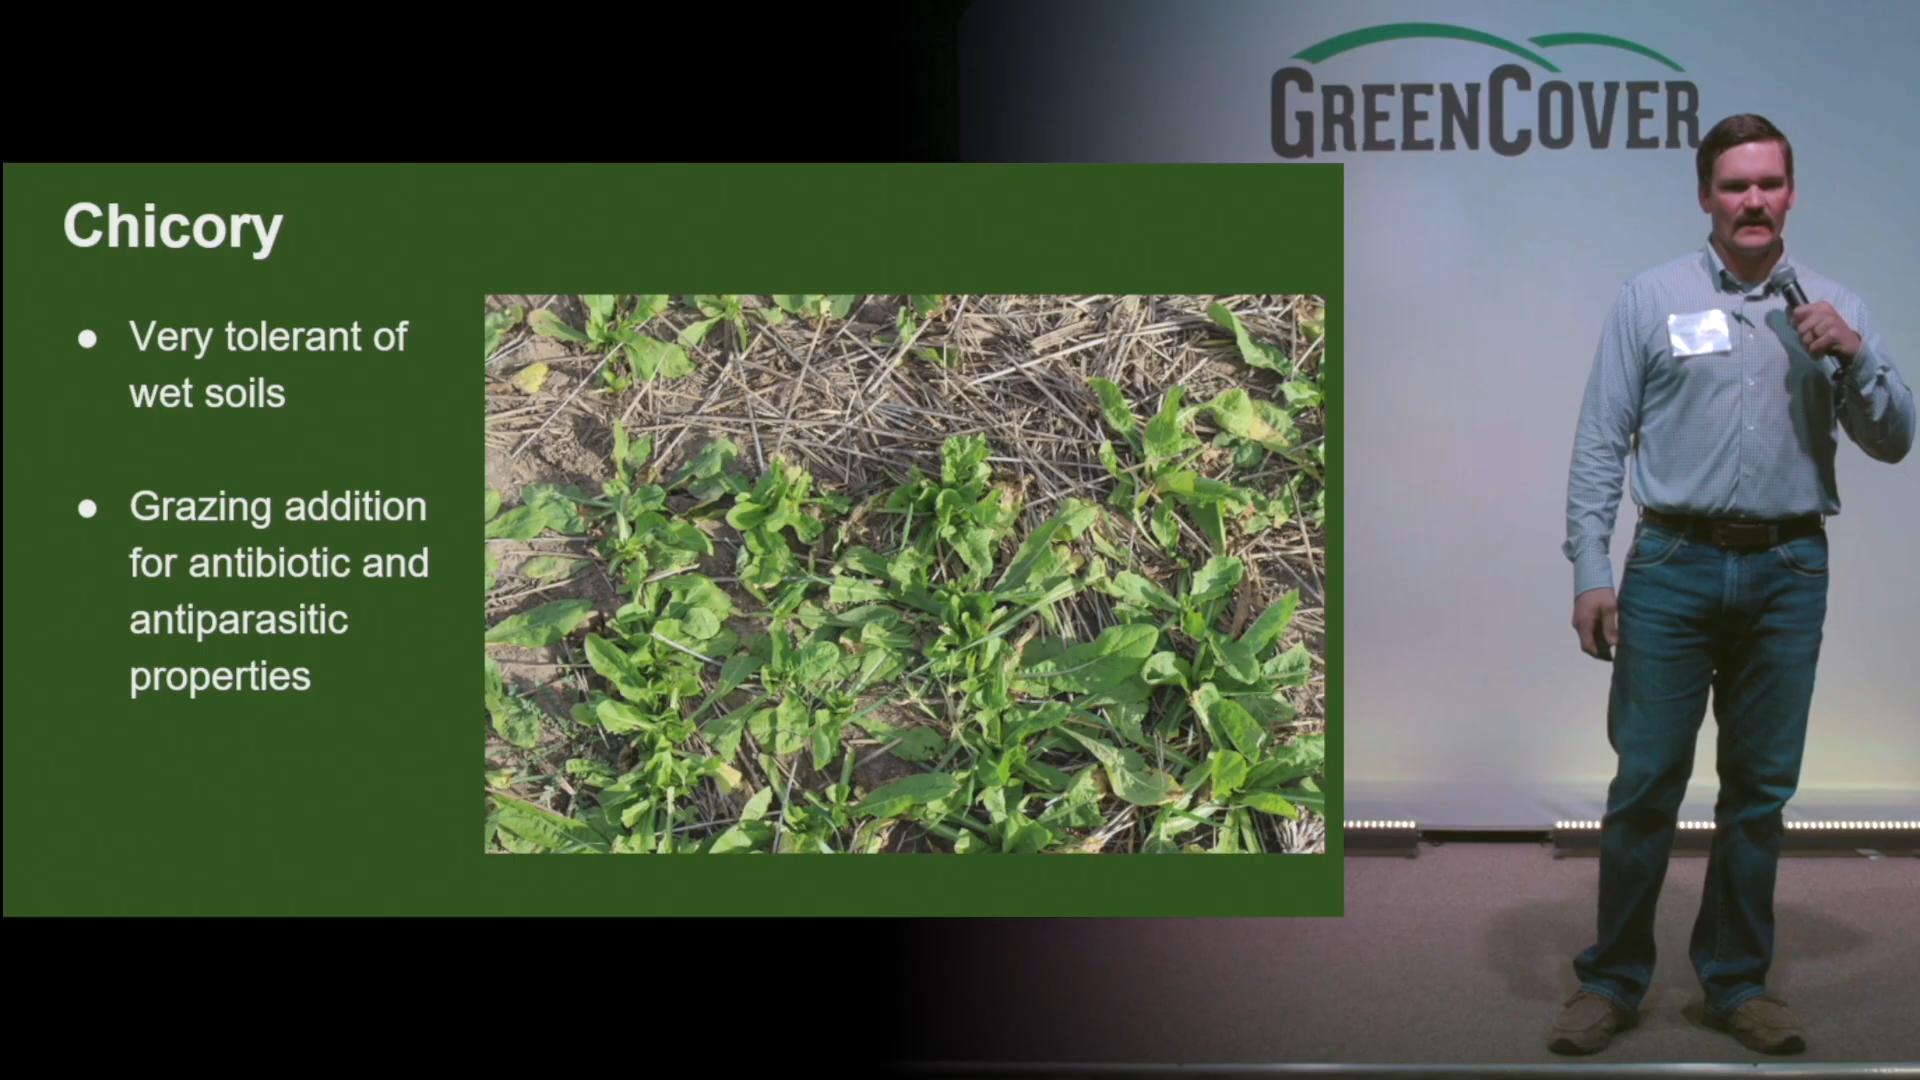 GREENCOVER
Chicory
● Very tolerant of
wet soils
● Grazing addition
for antibiotic and
antiparasitic
properties